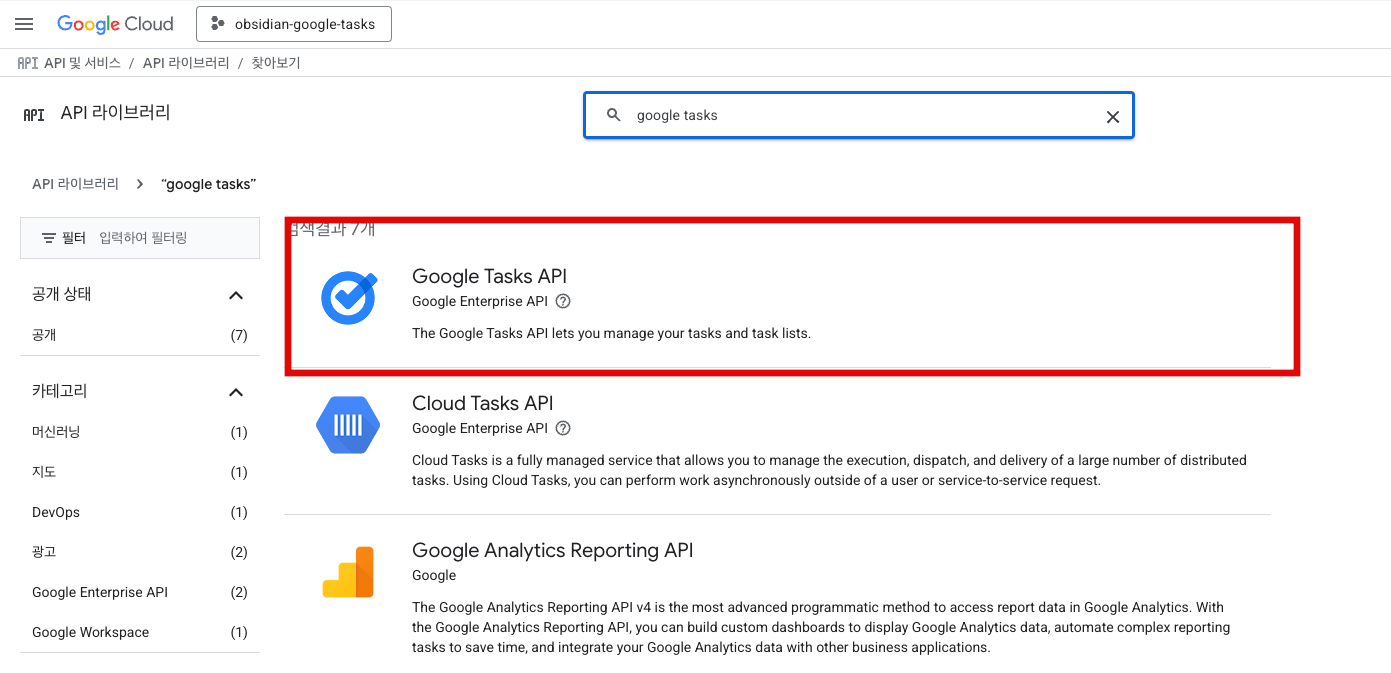 Google Cloud
obsidian-google-tasks
API API 및 서비스 / API 라이브러리 / 찾아보기
API API 라이브러리
google tasks
API 라이브러리 > “google tasks”
필터 입력하여 필터링
공개 상태
공개 (7)
카테고리
머신러닝 (1)
지도 (1)
DevOps (1)
광고 (2)
Google Enterprise API (2)
Google Workspace (1)
검색결과 7개
Google Tasks API
Google Enterprise API
The Google Tasks API lets you manage your tasks and task lists.
Cloud Tasks API
Google Enterprise API
Cloud Tasks is a fully managed service that allows you to manage the execution, dispatch, and delivery of a large number of distributed
tasks. Using Cloud Tasks, you can perform work asynchronously outside of a user or service-to-service request.
Google Analytics Reporting API
Google
The Google Analytics Reporting API v4 is the most advanced programmatic method to access report data in Google Analytics. With
the Google Analytics Reporting API, you can build custom dashboards to display Google Analytics data, automate complex reporting
tasks to save time, and integrate your Google Analytics data with other business applications.